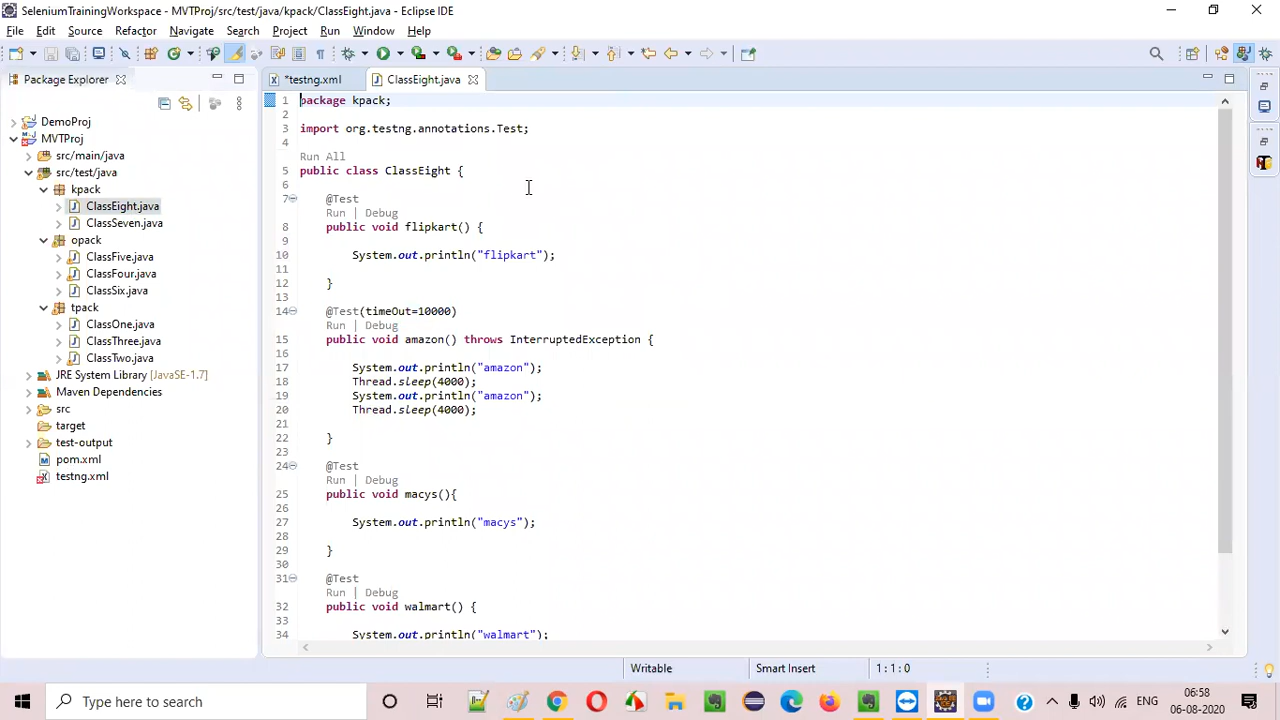 SeleniumTrainingWorkspace - MVTProj/src/test/java/kpack/ClassEight.java - Eclipse IDE
File Edit Source Refactor Navigate Search Project Run Window Help
Package Explorer
*testng.xml
ClassEight.java
DemoProj
MVTProj
src/main/java
src/test/java
kpack
ClassEight.java
ClassSeven.java
opack
ClassFive.java
ClassFour.java
ClassSix.java
tpack
ClassOne.java
ClassThree.java
ClassTwo.java
JRE System Library [JavaSE-1.7]
Maven Dependencies
src
target
test-output
pom.xml
testng.xml
1 package kpack;
2
3 import org.testng.annotations.Test;
4
Run All
5 public class ClassEight {
6
7 @Test
Run | Debug
8 public void flipkart() {
9
10 System.out.println("flipkart");
11
12 }
13
14 @Test(timeOut=10000)
Run | Debug
15 public void amazon() throws InterruptedException {
16
17 System.out.println("amazon");
18 Thread.sleep(4000);
19 System.out.println("amazon");
20 Thread.sleep(4000);
21
22 }
23
24 @Test
Run | Debug
25 public void macys(){
26
27 System.out.println("macys");
28
29 }
30
31 @Test
Run | Debug
32 public void walmart() {
33
34 System.out.println("walmart");
Writable
Smart Insert
1 : 1 : 0
Type here to search
ENG
06:58
06-08-2020